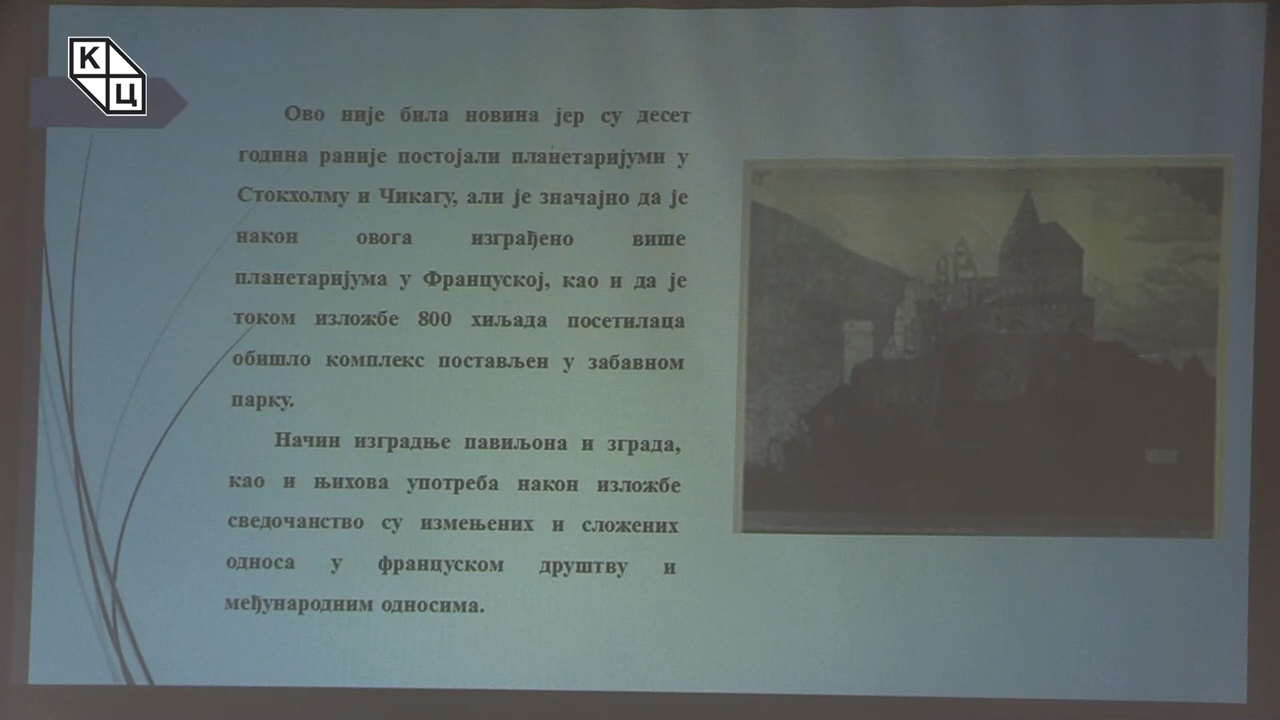 К
Ц
Ово није била новина јер су десет
година раније постојали планетаријуми у
Стокхолму и Чикагу, али је значајно да је
након овога изграђено више
планетаријума у Француској, као и да је
током изложбе 800 хиљада посетилаца
обишло комплекс постављен у забавном
парку.
Начин изградње павиљона и зграда,
као и њихова употреба након изложбе
сведочанство су измењених и сложених
односа у француском друштву и
међународним односима.